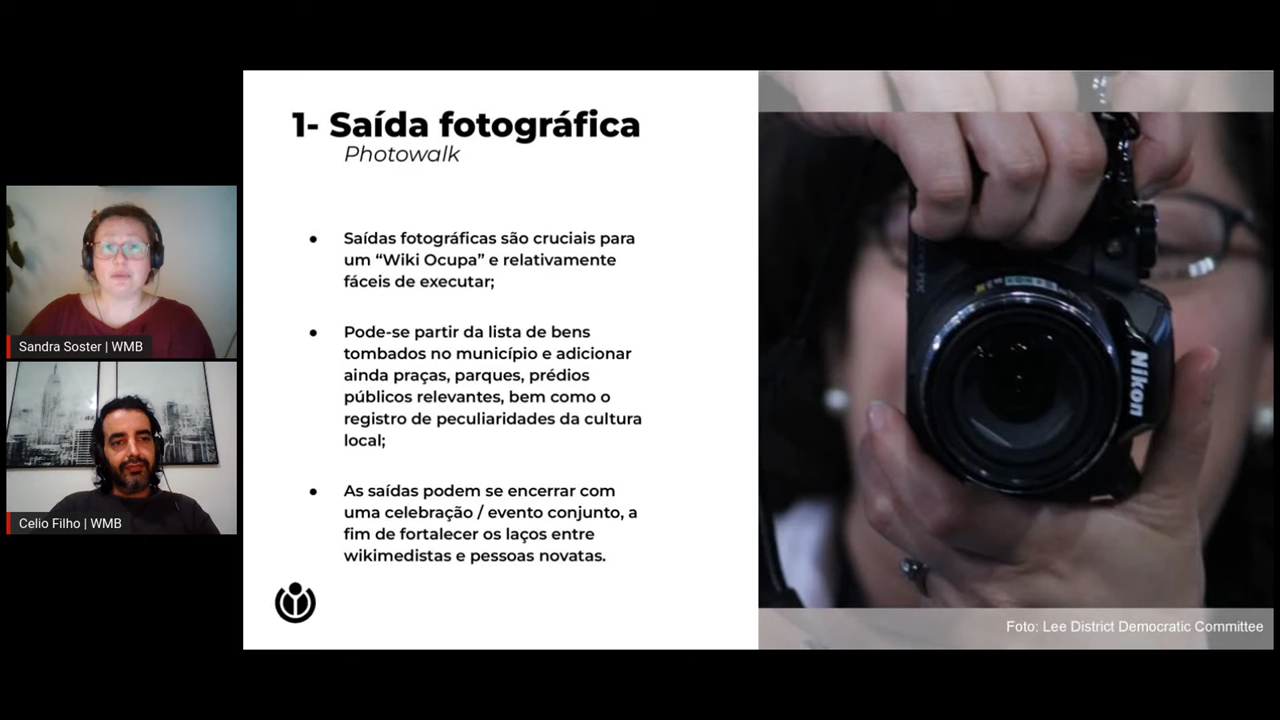 1- Saída fotográfica
Photowalk
● Saídas fotográficas são cruciais para
um “Wiki Ocupa” e relativamente
fáceis de executar;
● Pode-se partir da lista de bens
tombados no município e adicionar
ainda praças, parques, prédios
públicos relevantes, bem como o
registro de peculiaridades da cultura
local;
● As saídas podem se encerrar com
uma celebração / evento conjunto, a
fim de fortalecer os laços entre
wikimedistas e pessoas novatas.
Sandra Soster | WMB
Celio Filho | WMB
Nikon
Foto: Lee District Democratic Committee